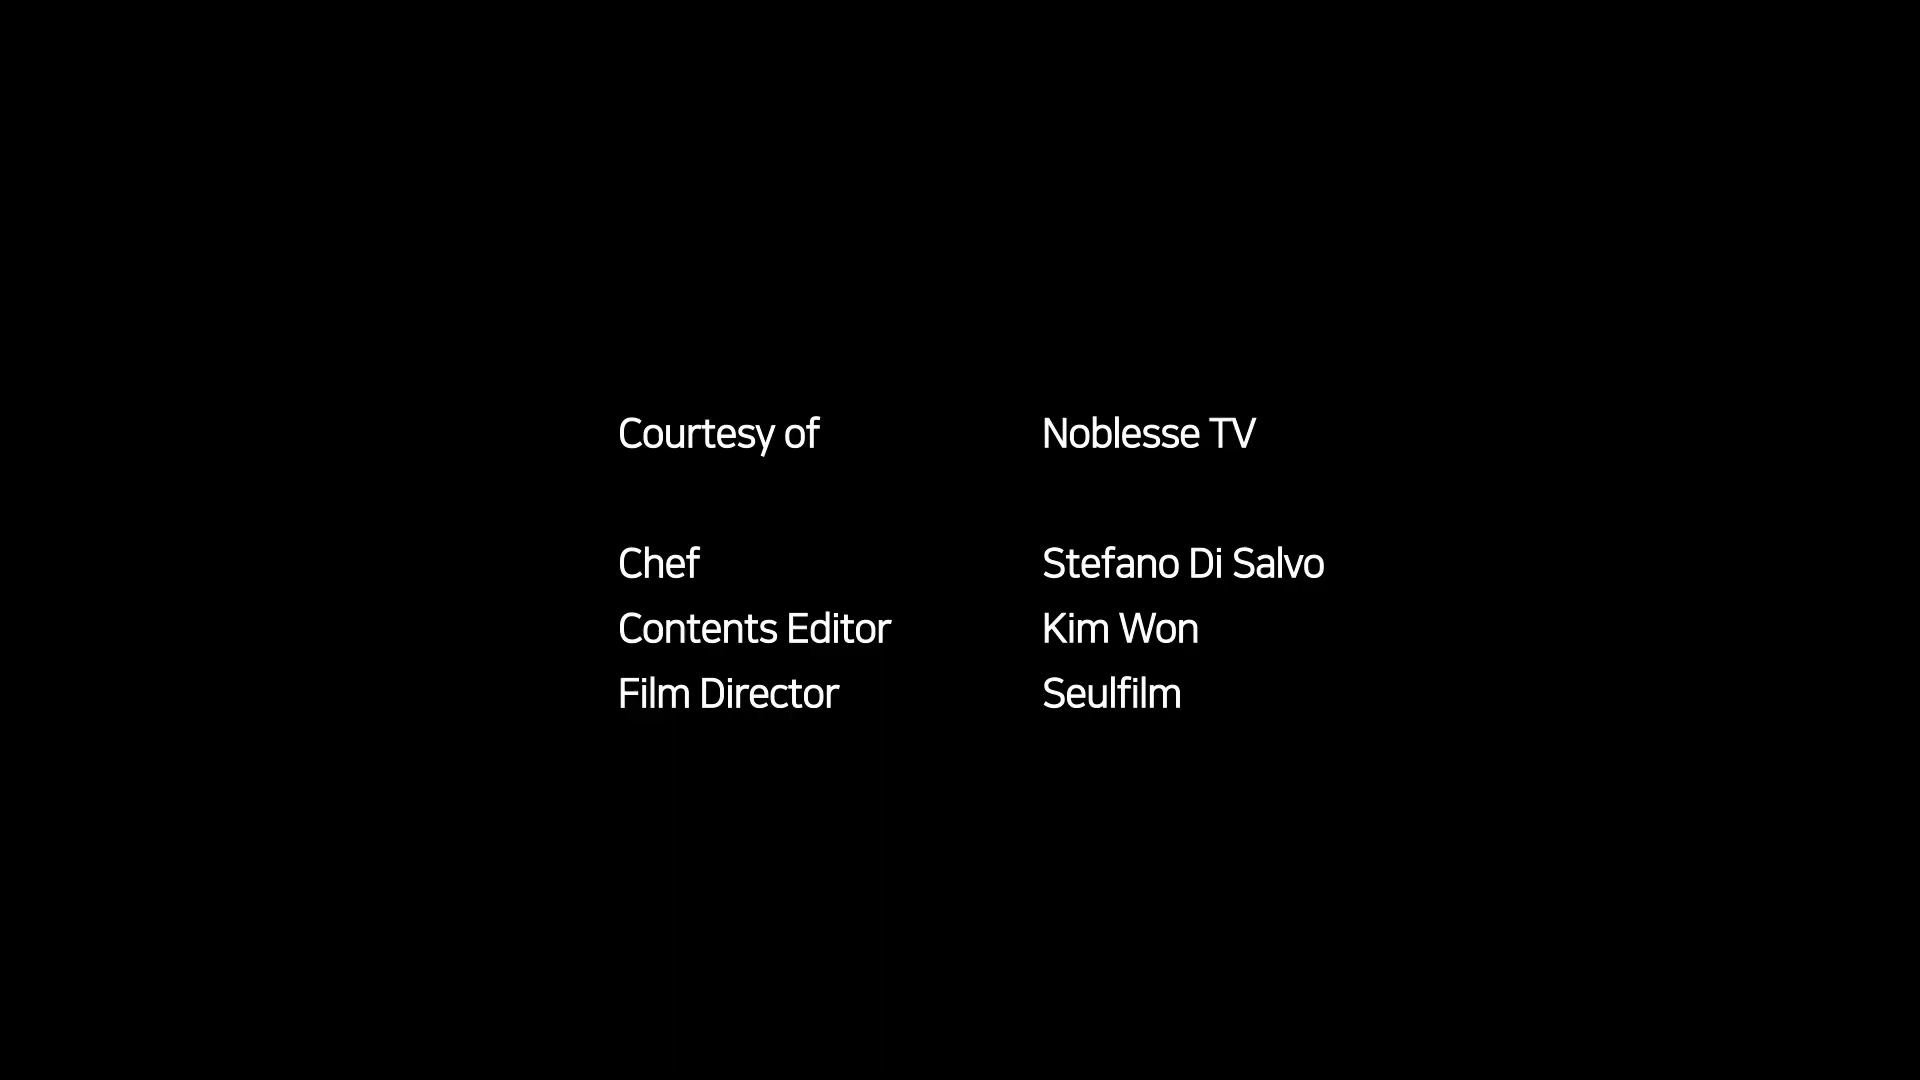 Courtesy of Noblesse TV
Chef Stefano Di Salvo
Contents Editor Kim Won
Film Director Seulfilm